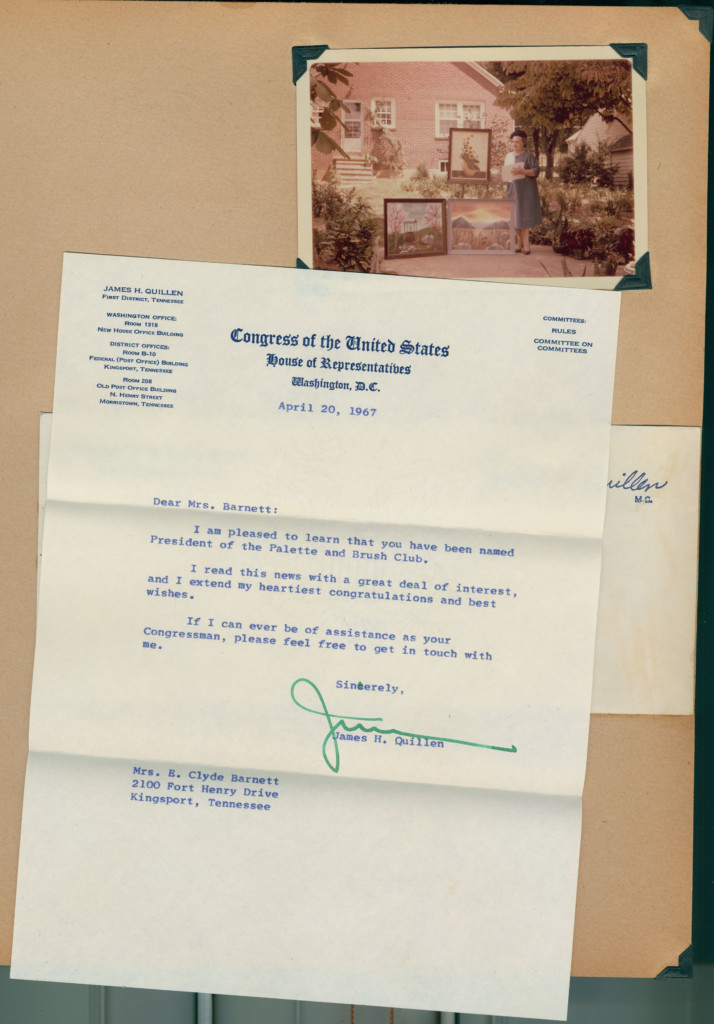 JAMES H. QUILLEN
FIRST DISTRICT, TENNESSEE
WASHINGTON OFFICE:
ROOM 1318
NEW HOUSE OFFICE BUILDING
DISTRICT OFFICES:
ROOM B-10
FEDERAL (POST OFFICE) BUILDING
KINGSPORT, TENNESSEE
ROOM 208
OLD POST OFFICE BUILDING
N. HENRY STREET
MORRISTOWN, TENNESSEE
Congress of the United States
House of Representatives
Washington, D.C.
COMMITTEES:
RULES
COMMITTEE ON
COMMITTEES
April 20, 1967
Dear Mrs. Barnett:
I am pleased to learn that you have been named
President of the Palette and Brush Club.
I read this news with a great deal of interest,
and I extend my heartiest congratulations and best
wishes.
If I can ever be of assistance as your
Congressman, please feel free to get in touch with
me.
Sincerely,
Jim
James H. Quillen
Mrs. E. Clyde Barnett
2100 Fort Henry Drive
Kingsport, Tennessee
uillen
M.C.